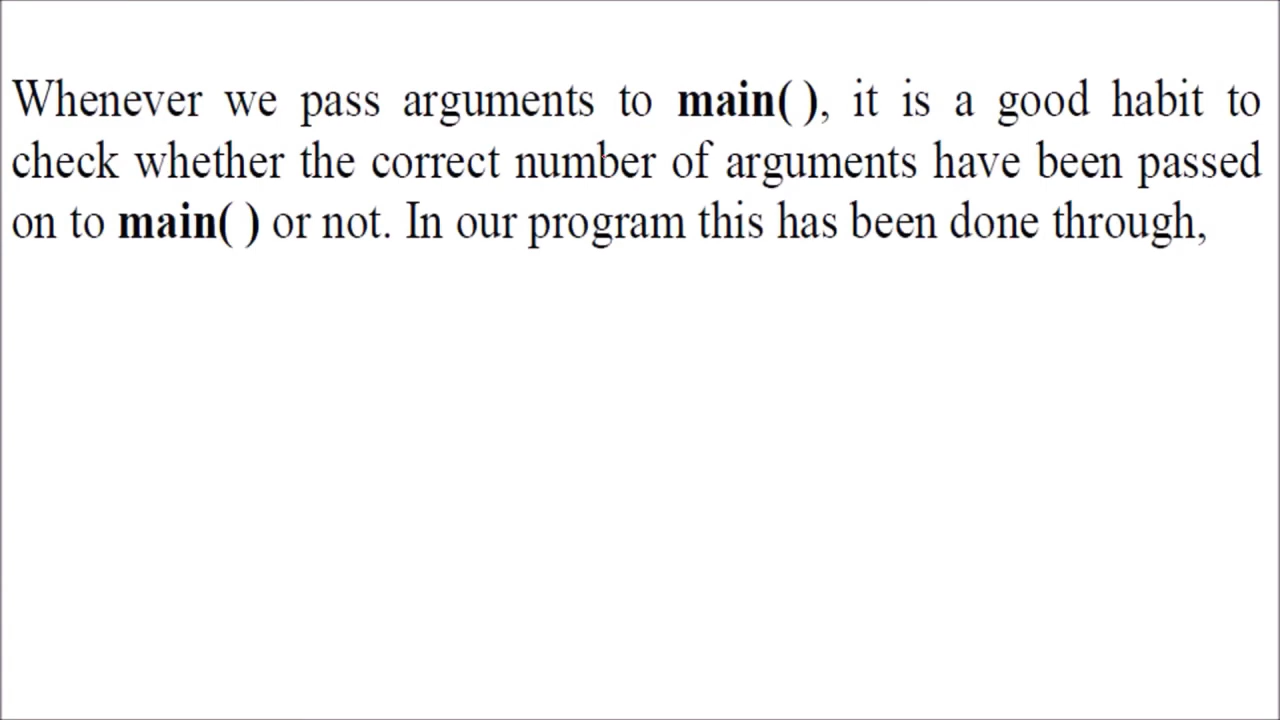 Whenever we pass arguments to main( ), it is a good habit to
check whether the correct number of arguments have been passed
on to main( ) or not. In our program this has been done through,